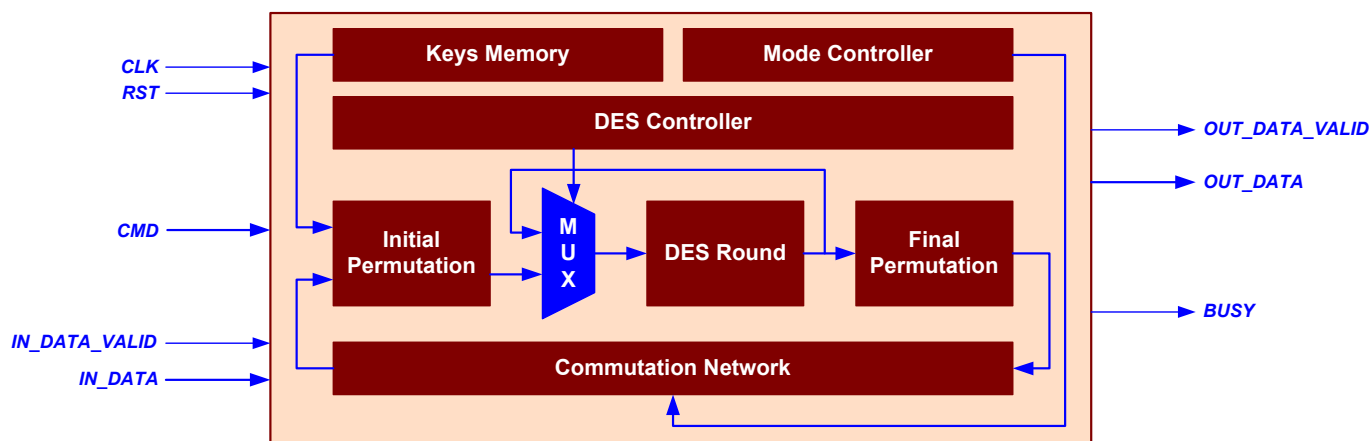 Keys Memory
Mode Controller
CLK
RST
DES Controller
OUT_DATA_VALID
OUT_DATA
CMD
Initial
Permutation
M
U
X
DES Round
Final
Permutation
BUSY
IN_DATA_VALID
IN_DATA
Commutation Network